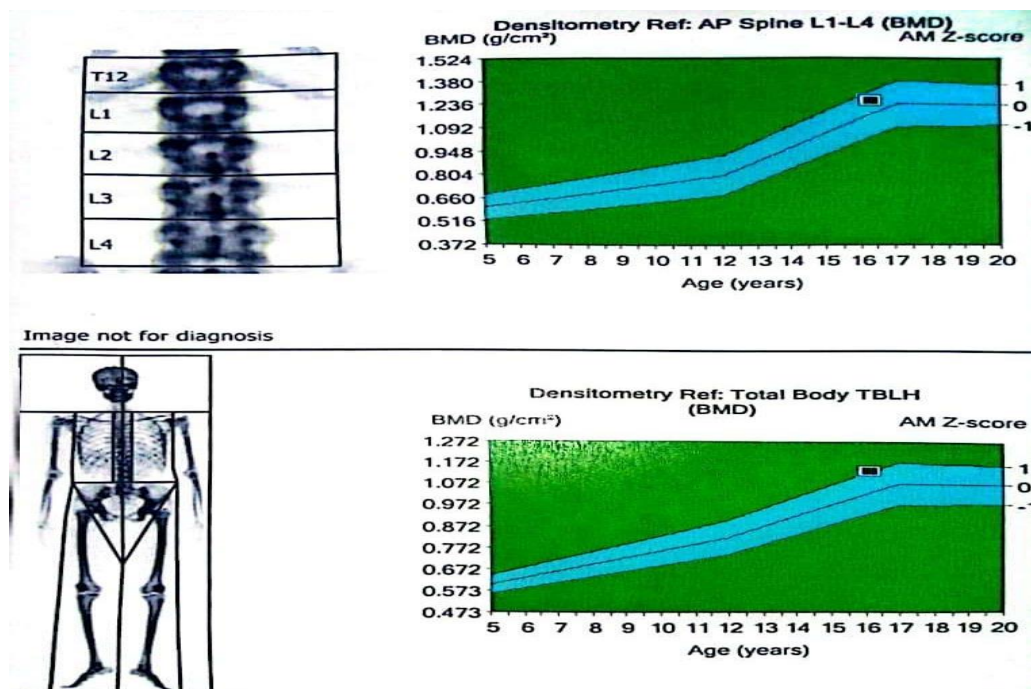 Densitometry Ref: AP Spine L1-L4 (BMD)
BMD (g/cm²) AM Z-score
1.524
1.380
1.236
1.092
0.948
0.804
0.660
0.516
0.372
1
0
-1
5 6 7 8 9 10 11 12 13 14 15 16 17 18 19 20
Age (years)
T12
L1
L2
L3
L4
Image not for diagnosis
Densitometry Ref: Total Body TBLH
(BMD)
BMD (g/cm²) AM Z-score
1.272
1.172
1.072
0.972
0.872
0.772
0.672
0.573
0.473
1
0
-1
5 6 7 8 9 10 11 12 13 14 15 16 17 18 19 20
Age (years)